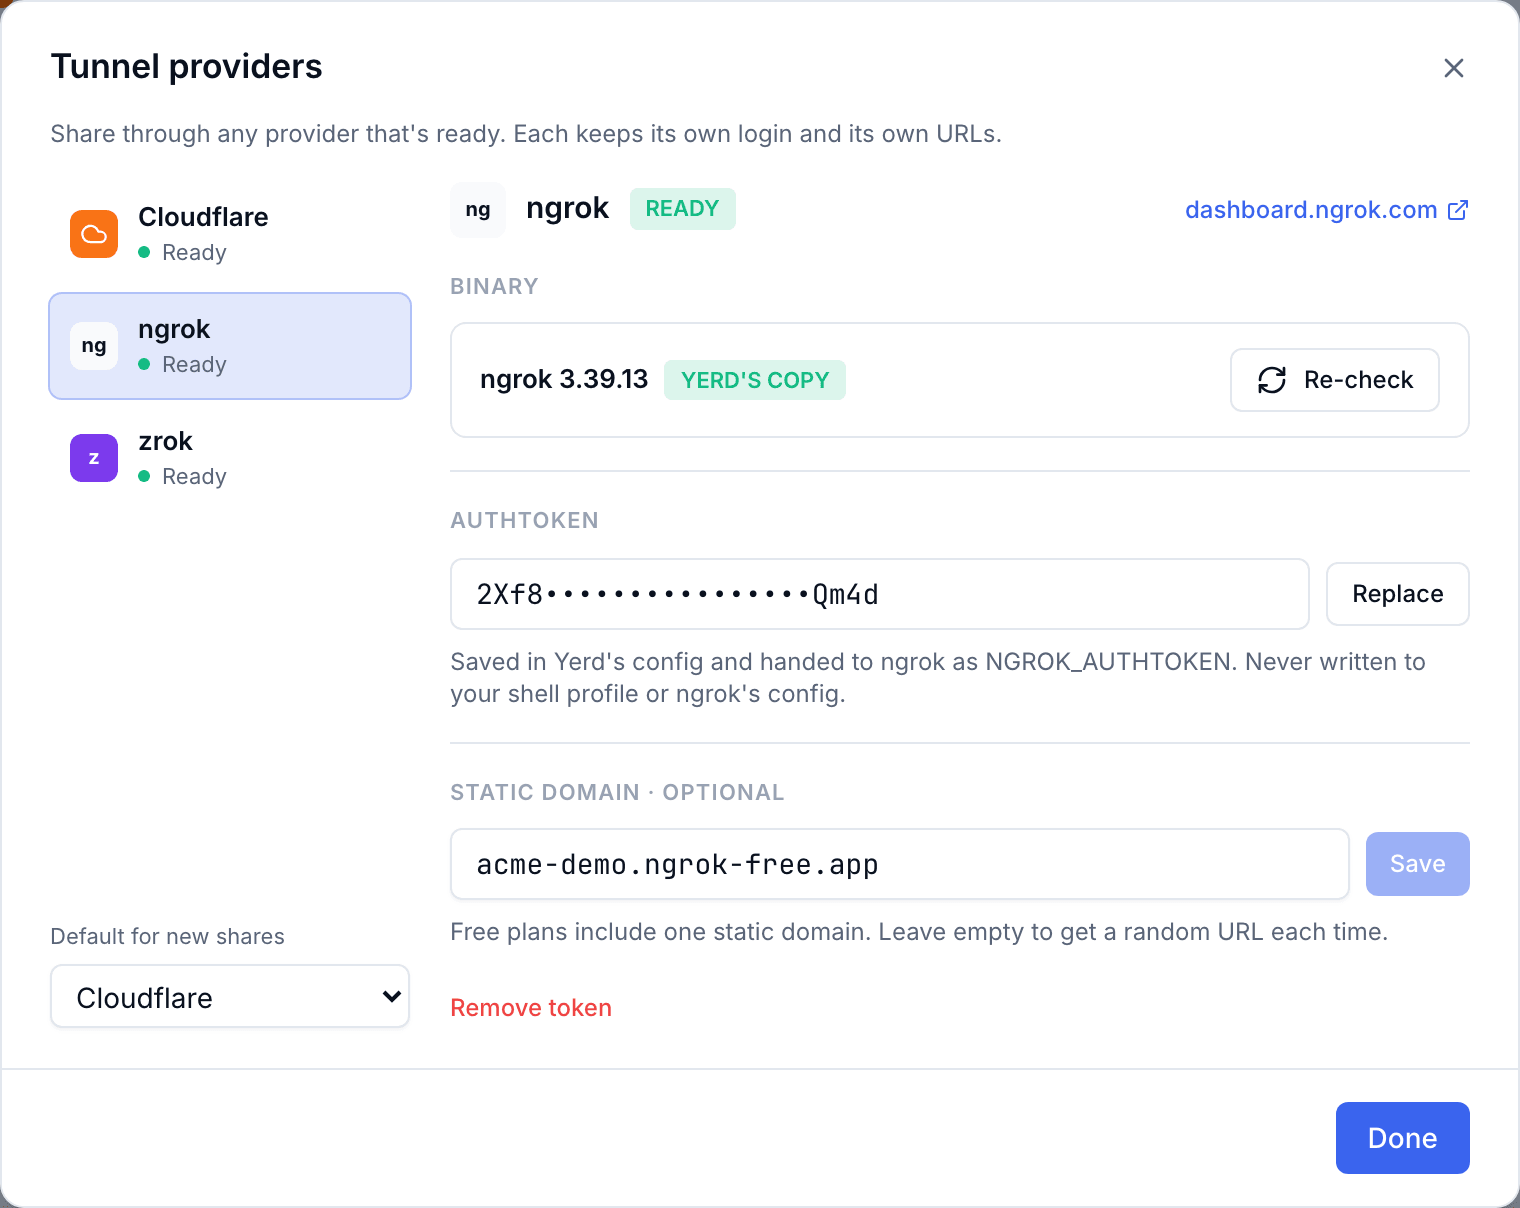 Tunnel providers
Share through any provider that's ready. Each keeps its own login and its own URLs.
Cloudflare
Ready
ng
ngrok
Ready
z
zrok
Ready
Default for new shares
Cloudflare
ng
ngrok
READY
dashboard.ngrok.com
BINARY
ngrok 3.39.13
YERD'S COPY
Re-check
AUTHTOKEN
2Xf8••••••••••••••••Qm4d
Replace
Saved in Yerd's config and handed to ngrok as NGROK_AUTHTOKEN. Never written to
your shell profile or ngrok's config.
STATIC DOMAIN · OPTIONAL
acme-demo.ngrok-free.app
Save
Free plans include one static domain. Leave empty to get a random URL each time.
Remove token
Done